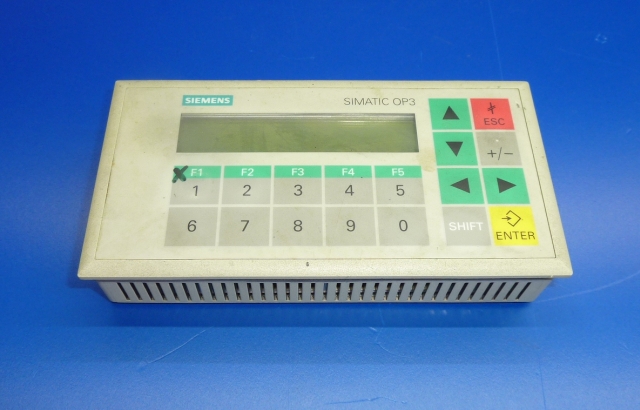 SIEMENS
SIMATIC OP3
ESC
+/-
F1 F2 F3 F4 F5
1 2 3 4 5
6 7 8 9 0
SHIFT
ENTER